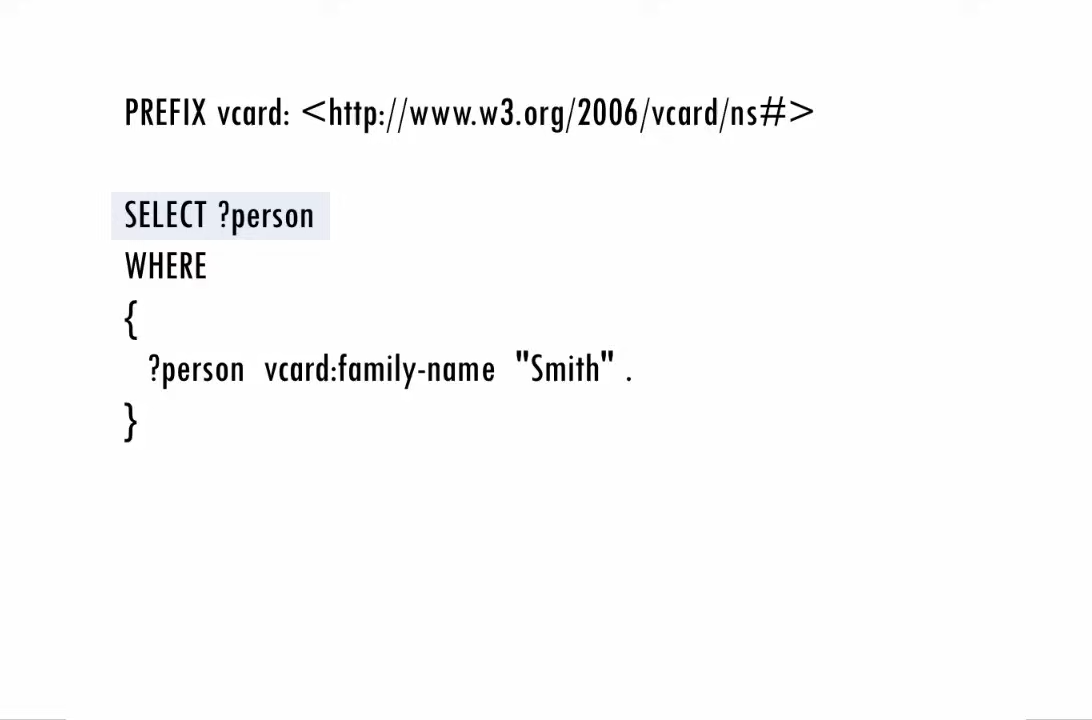 PREFIX vcard: <http://www.w3.org/2006/vcard/ns#>
SELECT ?person
WHERE
{
?person vcard:family-name "Smith" .
}